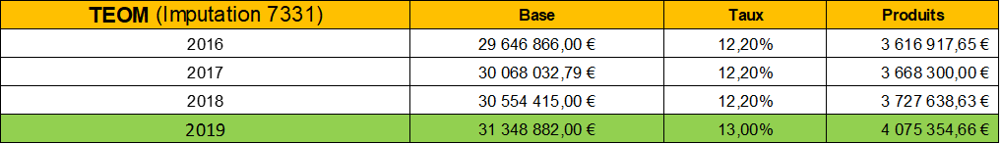 TEOM (Imputation 7331) Base Taux Produits
2016 29 646 866,00 € 12,20% 3 616 917,65 €
2017 30 068 032,79 € 12,20% 3 668 300,00 €
2018 30 554 415,00 € 12,20% 3 727 638,63 €
2019 31 348 882,00 € 13,00% 4 075 354,66 €